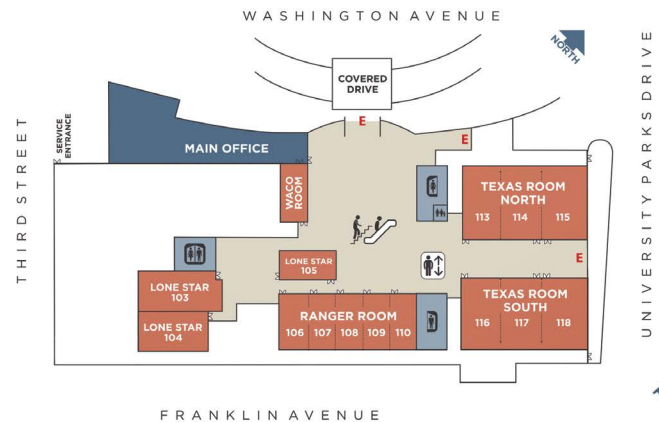 WASHINGTON AVENUE
NORTH
COVERED
DRIVE
E
E
THIRD STREET
SERVICE
ENTRANCE
MAIN OFFICE
UNIVERSITY PARKS DRIVE
WACO
ROOM
TEXAS ROOM
NORTH
113 114 115
E
LONE STAR
105
LONE STAR
103
LONE STAR
104
RANGER ROOM
106 107 108 109 110
TEXAS ROOM
SOUTH
116 117 118
FRANKLIN AVENUE